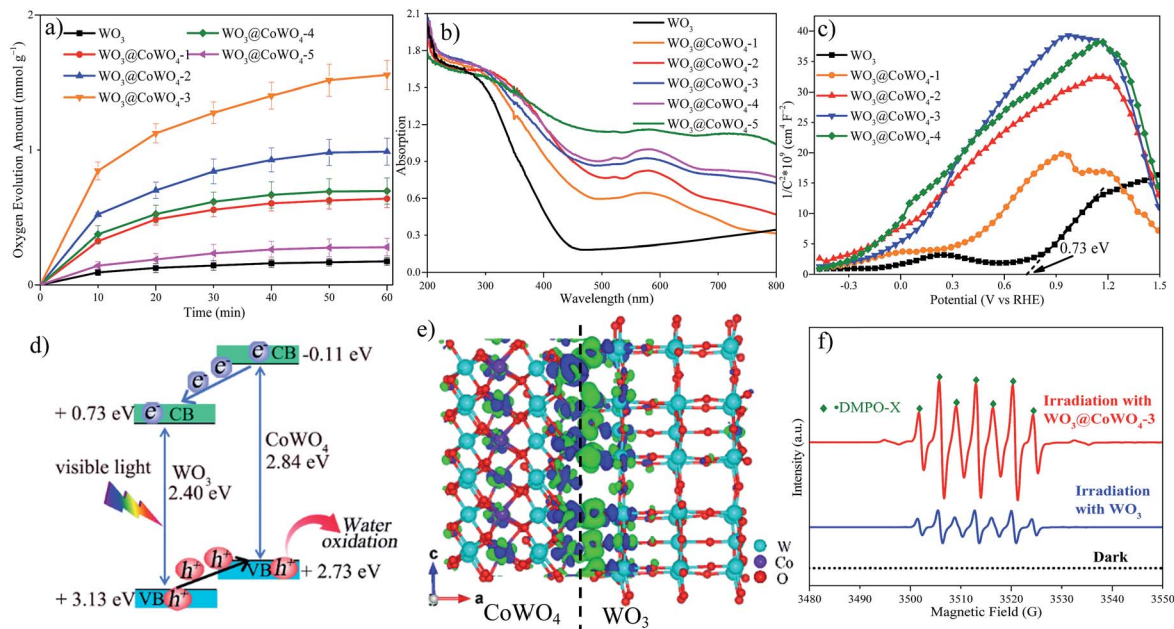 a)
WO₃
WO₃@CoWO₄-4
WO₃@CoWO₄-1
WO₃@CoWO₄-5
WO₃@CoWO₄-2
WO₃@CoWO₄-3
Oxygen Evolution Amount (mmol g⁻¹)
2
1
0
0 10 20 30 40 50 60
Time (min)
b)
WO₃
WO₃@CoWO₄-1
WO₃@CoWO₄-2
WO₃@CoWO₄-3
WO₃@CoWO₄-4
WO₃@CoWO₄-5
Absorption
2.1
1.8
1.5
1.2
0.9
0.6
0.3
0.0
200 300 400 500 600 700 800
Wavelength (nm)
c)
WO₃
WO₃@CoWO₄-1
WO₃@CoWO₄-2
WO₃@CoWO₄-3
WO₃@CoWO₄-4
1/C²*10⁹ (cm⁴ F⁻²)
40
35
30
25
20
15
10
5
0
0.73 eV
-0.3 0.0 0.3 0.6 0.9 1.2 1.5
Potential (V vs RHE)
d)
e⁻ CB -0.11 eV
e⁻
e⁻
e⁻
+ 0.73 eV e⁻ CB
CoWO₄
2.84 eV
visible light
WO₃
2.40 eV
Water
oxidation
h⁺ h⁺
VB h⁺ + 2.73 eV
+ 3.13 eV VB h⁺
e)
W
Co
O
c
a
CoWO₄ WO₃
f)
•DMPO-X
Irradiation with
WO₃@CoWO₄-3
Irradiation
with WO₃
Dark
Intensity (a.u.)
3480 3490 3500 3510 3520 3530 3540 3550
Magnetic Field (G)